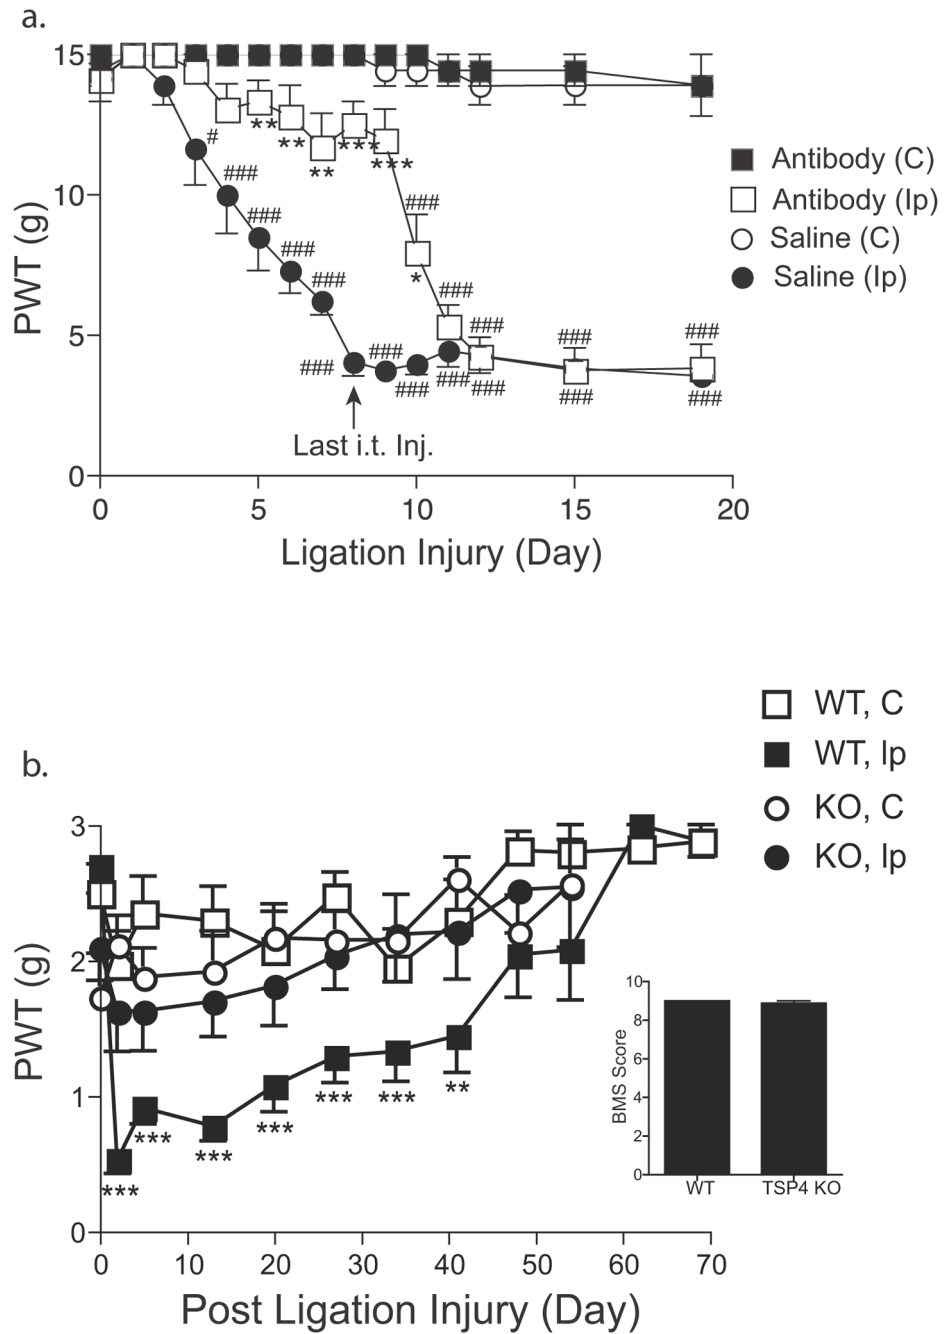 a.
15
10
5
0
PWT (g)
#
###
###
###
###
###
###
###
###
###
###
###
**
**
**
***
***
*
###
###
###
###
###
Last i.t. Inj.
0 5 10 15 20
Ligation Injury (Day)
Antibody (C)
Antibody (Ip)
Saline (C)
Saline (Ip)
b.
WT, C
WT, Ip
KO, C
KO, Ip
3
2
1
0
PWT (g)
***
***
***
***
***
***
**
0 10 20 30 40 50 60 70
Post Ligation Injury (Day)
10
8
6
4
2
0
BMS Score
WT TSP4 KO